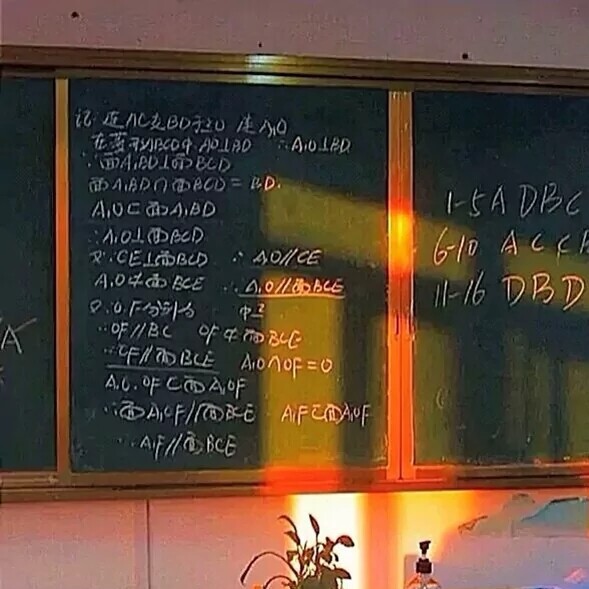 证:连AC交BD于O 连A₁O
在菱形ABCD中 AO⊥BD ∴A₁O⊥BD
∵面A₁BD⊥面BCD
面A₁BD∩面BCD=BD.
A₁O⊂面A₁BD
∴A₁O⊥面BCD
又∵CE⊥面BCD ∴A₁O//CE
A₁O⊄面BCE ∴A₁O//面BCE
又O.F分别为 中点
∴OF//BC OF⊄面BCE
∴OF//面BCE A₁O∩OF=O
A₁O.OF⊂面A₁OF
∴面A₁OF//面BCE A₁F⊂面A₁OF
∴A₁F//面BCE
1-5 A DBC
6-10 ACC
11-16 DBD
A